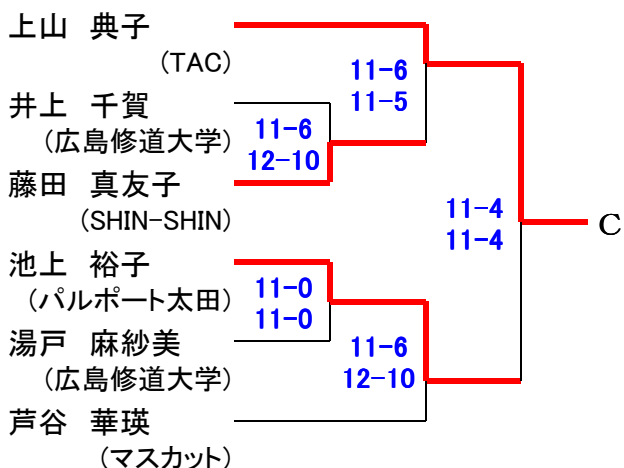 上山 典子
(TAC)
11-6
11-5
井上 千賀
(広島修道大学)
11-6
12-10
藤田 真友子
(SHIN-SHIN)
11-4
11-4
C
池上 裕子
(パルポート太田)
11-0
11-0
湯戸 麻紗美
(広島修道大学)
11-6
12-10
芦谷 華瑛
(マスカット)